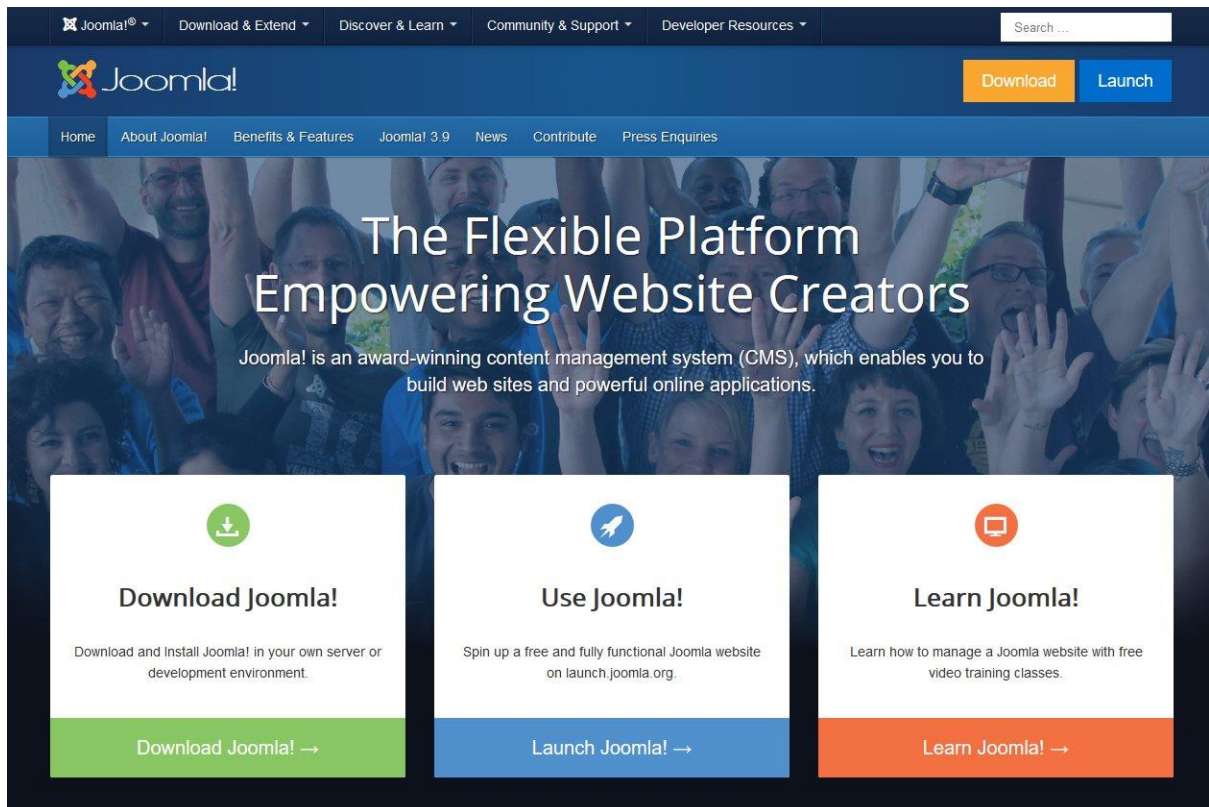 Joomla!® Download & Extend Discover & Learn Community & Support Developer Resources Search ...
Joomla! Download Launch
Home About Joomla! Benefits & Features Joomla! 3.9 News Contribute Press Enquiries
The Flexible Platform
Empowering Website Creators
Joomla! is an award-winning content management system (CMS), which enables you to
build web sites and powerful online applications.
Download Joomla!
Download and Install Joomla! in your own server or
development environment.
Download Joomla! →
Use Joomla!
Spin up a free and fully functional Joomla website
on launch.joomla.org.
Launch Joomla! →
Learn Joomla!
Learn how to manage a Joomla website with free
video training classes.
Learn Joomla! →